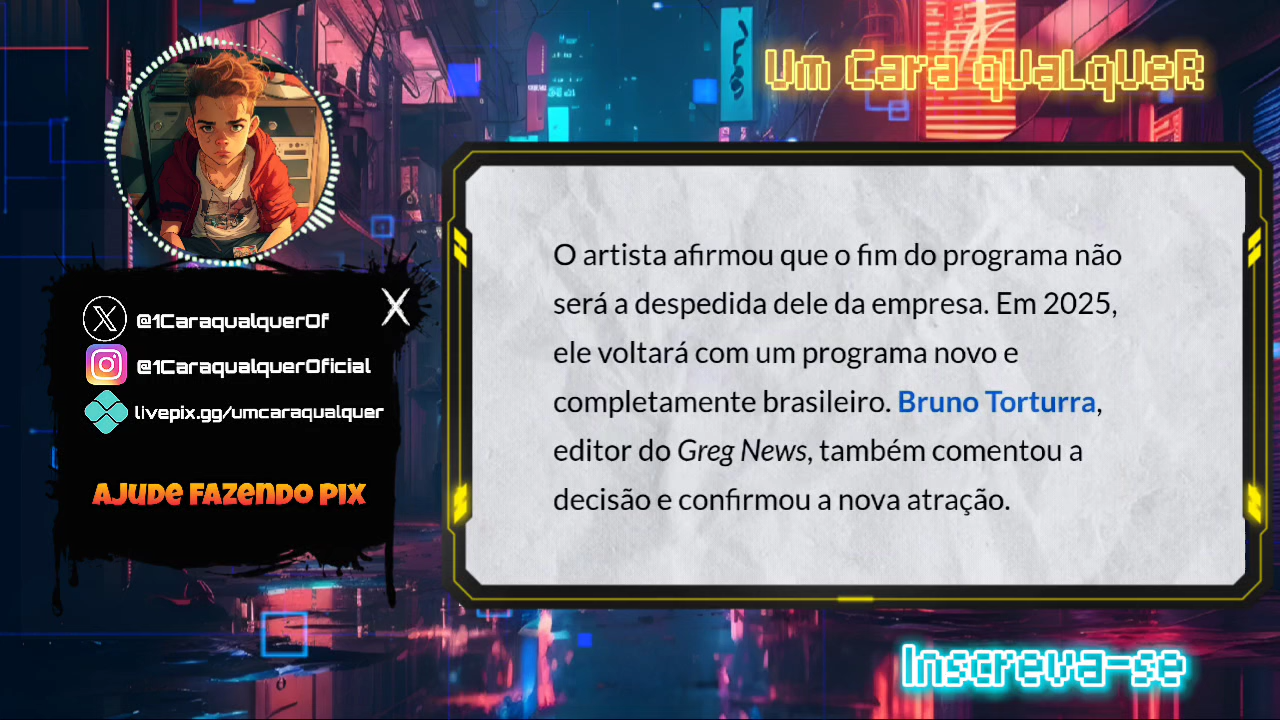 Um Cara qUaLqUeR
@1CaraqualquerOf
@1CaraqualquerOficial
livepix.gg/umcaraqualquer
AJUDE FAZENDO PIX
O artista afirmou que o fim do programa não
será a despedida dele da empresa. Em 2025,
ele voltará com um programa novo e
completamente brasileiro. Bruno Torturra,
editor do Greg News, também comentou a
decisão e confirmou a nova atração.
Inscreva-se